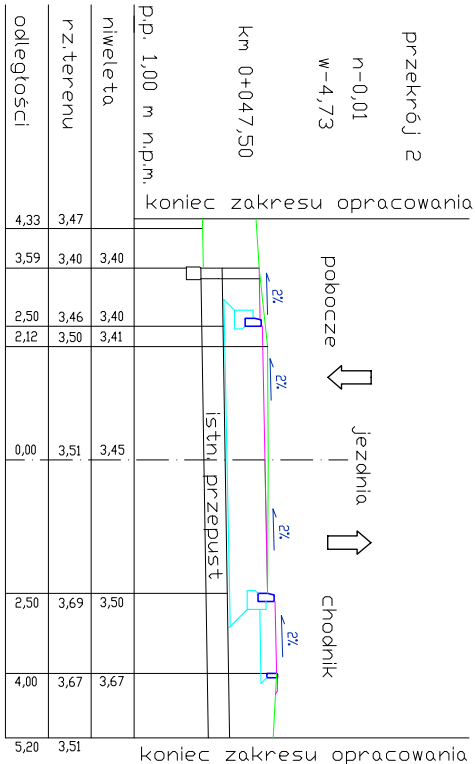 przekrój 2
n-0,01
w-4,73
km 0+047,50
p.p. 1,00 m n.p.m.
niweleta
rz.terenu
odległości
koniec zakresu opracowania
pobocze
jezdnia
chodnik
2%
2%
2%
2%
istn. przepust
koniec zakresu opracowania
4,33 3,47
3,59 3,40 3,40
2,50 3,46 3,40
2,12 3,50 3,41
0,00 3,51 3,45
2,50 3,69 3,50
4,00 3,67 3,67
5,20 3,51